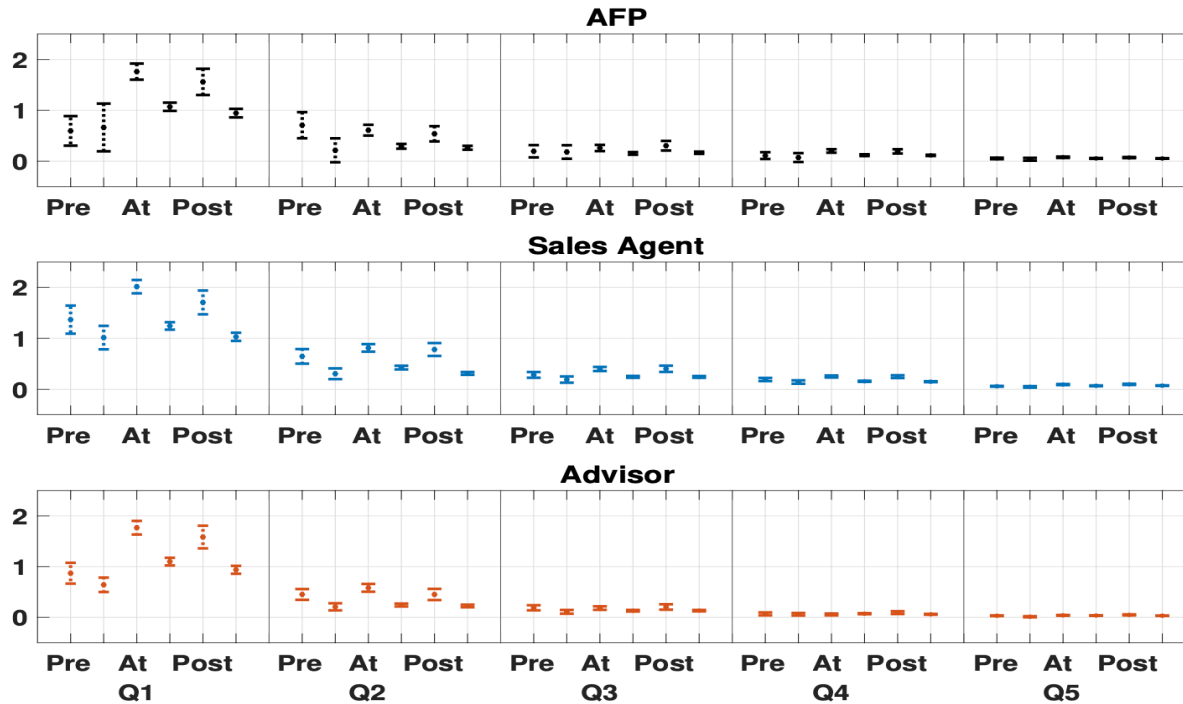 AFP
2
1
0
Pre At Post Pre At Post Pre At Post Pre At Post Pre At Post
Sales Agent
2
1
0
Pre At Post Pre At Post Pre At Post Pre At Post Pre At Post
Advisor
2
1
0
Pre At Post Pre At Post Pre At Post Pre At Post Pre At Post
Q1 Q2 Q3 Q4 Q5